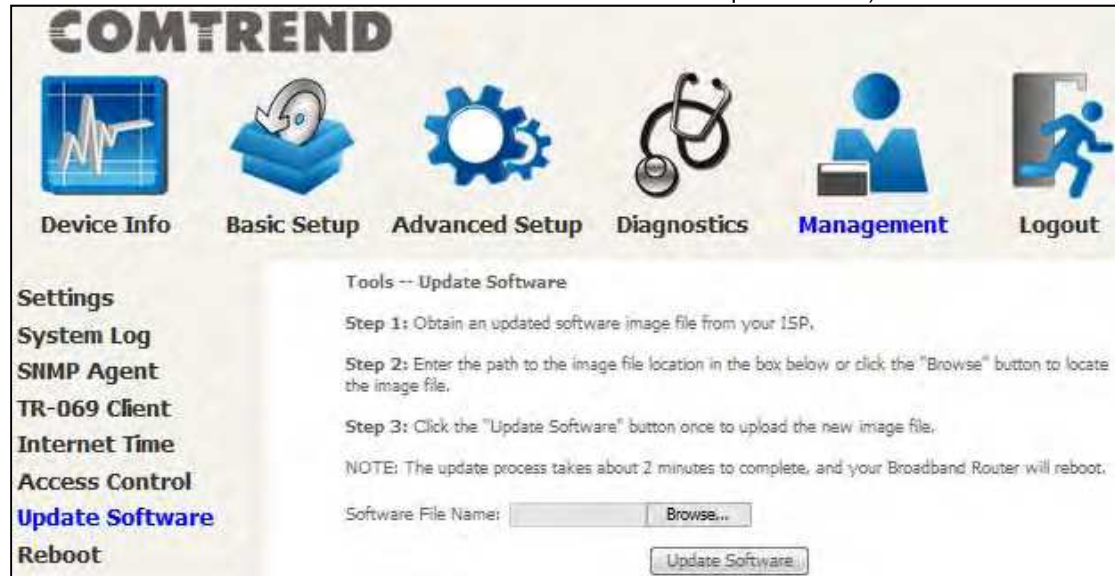 COMTREND
Device Info
Basic Setup
Advanced Setup
Diagnostics
Management
Logout
Settings
System Log
SNMP Agent
TR-069 Client
Internet Time
Access Control
Update Software
Reboot
Tools -- Update Software
Step 1: Obtain an updated software image file from your ISP.
Step 2: Enter the path to the image file location in the box below or click the "Browse" button to locate
the image file.
Step 3: Click the "Update Software" button once to upload the new image file.
NOTE: The update process takes about 2 minutes to complete, and your Broadband Router will reboot.
Software File Name: Browse...
Update Software